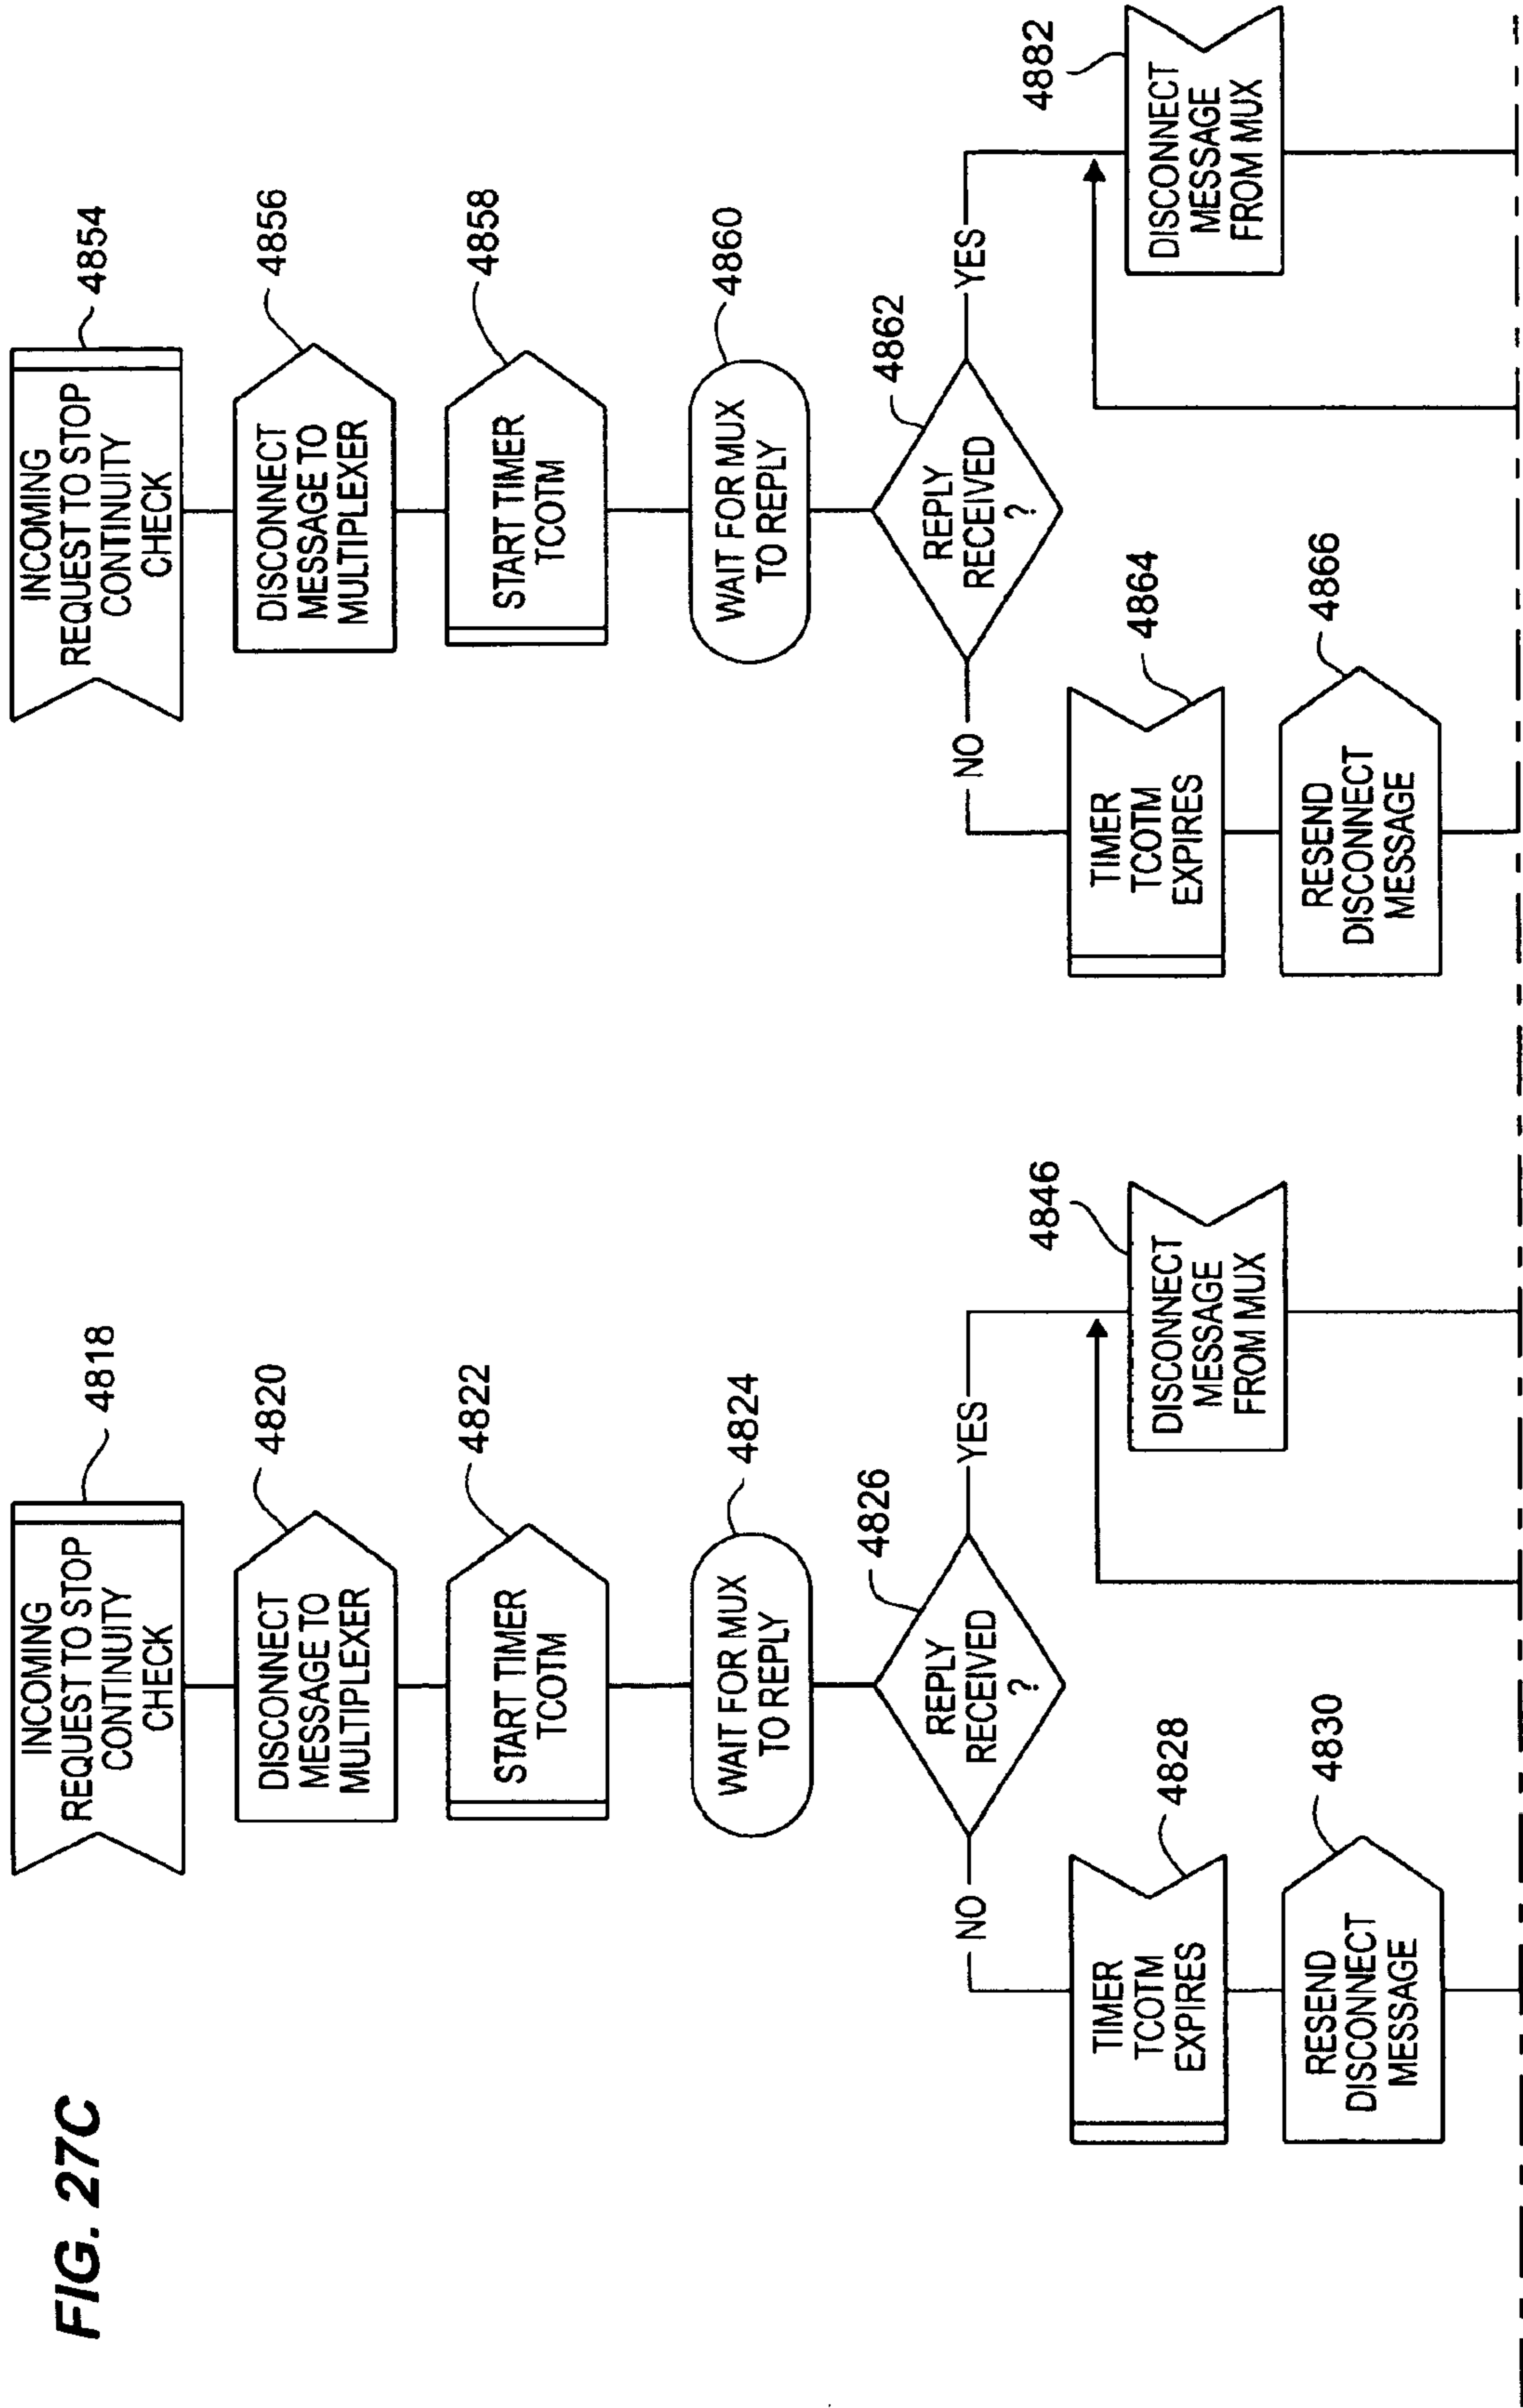 FIG. 27C
INCOMING
REQUEST TO STOP
CONTINUITY
CHECK
4818
DISCONNECT
MESSAGE TO
MULTIPLEXER
4820
START TIMER
TCOTM
4822
WAIT FOR MUX
TO REPLY
4824
REPLY
RECEIVED
?
4826
NO
YES
TIMER
TCOTM
EXPIRES
4828
RESEND
DISCONNECT
MESSAGE
4830
DISCONNECT
MESSAGE
FROM MUX
4846
INCOMING
REQUEST TO STOP
CONTINUITY
CHECK
4854
DISCONNECT
MESSAGE TO
MULTIPLEXER
4856
START TIMER
TCOTM
4858
WAIT FOR MUX
TO REPLY
4860
REPLY
RECEIVED
?
4862
NO
YES
TIMER
TCOTM
EXPIRES
4864
RESEND
DISCONNECT
MESSAGE
4866
DISCONNECT
MESSAGE
FROM MUX
4882